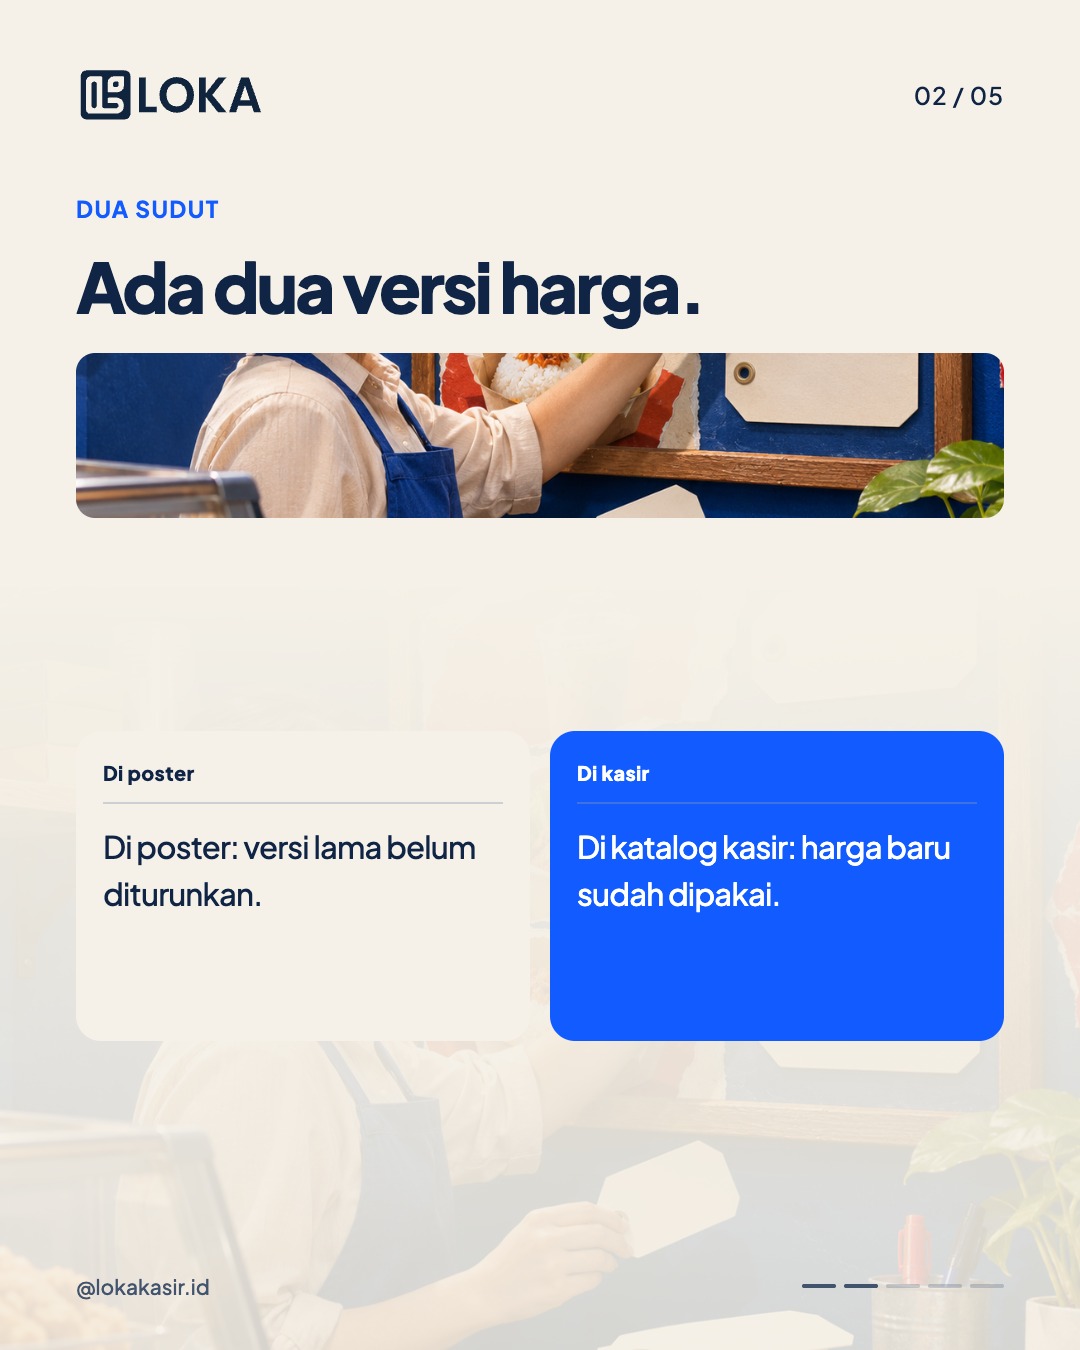 LOKA
02 / 05
DUA SUDUT
Ada dua versi harga.
Di poster
Di poster: versi lama belum
diturunkan.
Di kasir
Di katalog kasir: harga baru
sudah dipakai.
@lokakasir.id